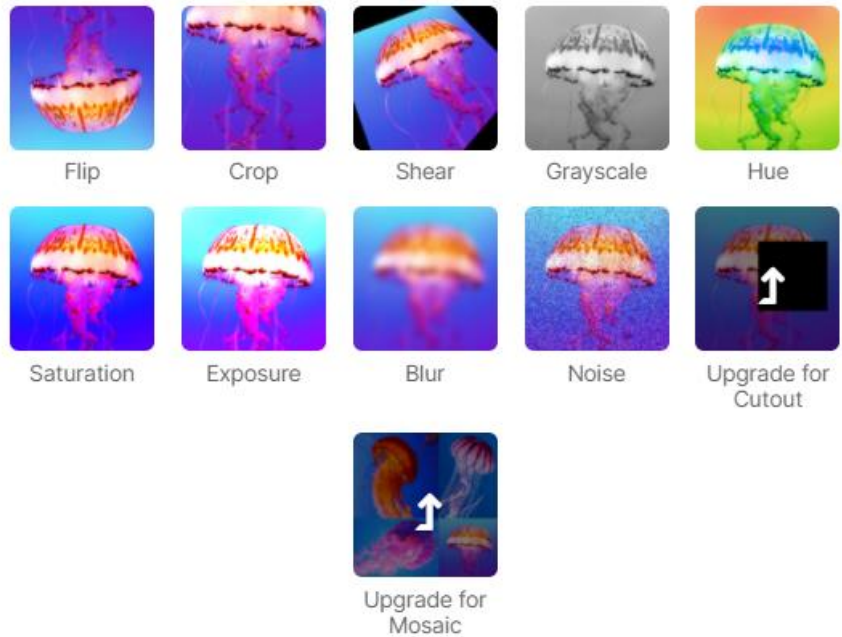 Flip
Crop
Shear
Grayscale
Hue
Saturation
Exposure
Blur
Noise
Upgrade for
Cutout
Upgrade for
Mosaic